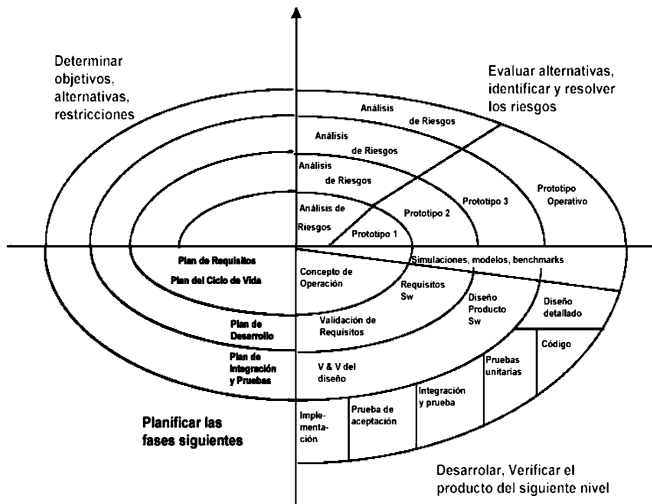 Determinar
objetivos,
alternativas,
restricciones
Evaluar alternativas,
identificar y resolver
los riesgos
Análisis
de Riesgos
Análisis
de Riesgos
Análisis
de Riesgos
Análisis de
Riesgos
Prototipo 1
Prototipo 2
Prototipo 3
Prototipo
Operativo
Simulaciones, modelos, benchmarks
Plan de Requisitos
Plan del Ciclo de Vida
Concepto de
Operación
Requisitos
Sw
Diseño
Producto
Sw
Diseño
detallado
Plan de
Desarrollo
Validación de
Requisitos
Código
Plan de
Integración
y Pruebas
V & V del
diseño
Pruebas
unitarias
Integración
y prueba
Prueba de
aceptación
Imple-
mentación
Planificar las
fases siguientes
Desarrolar, Verificar el
producto del siguiente nivel